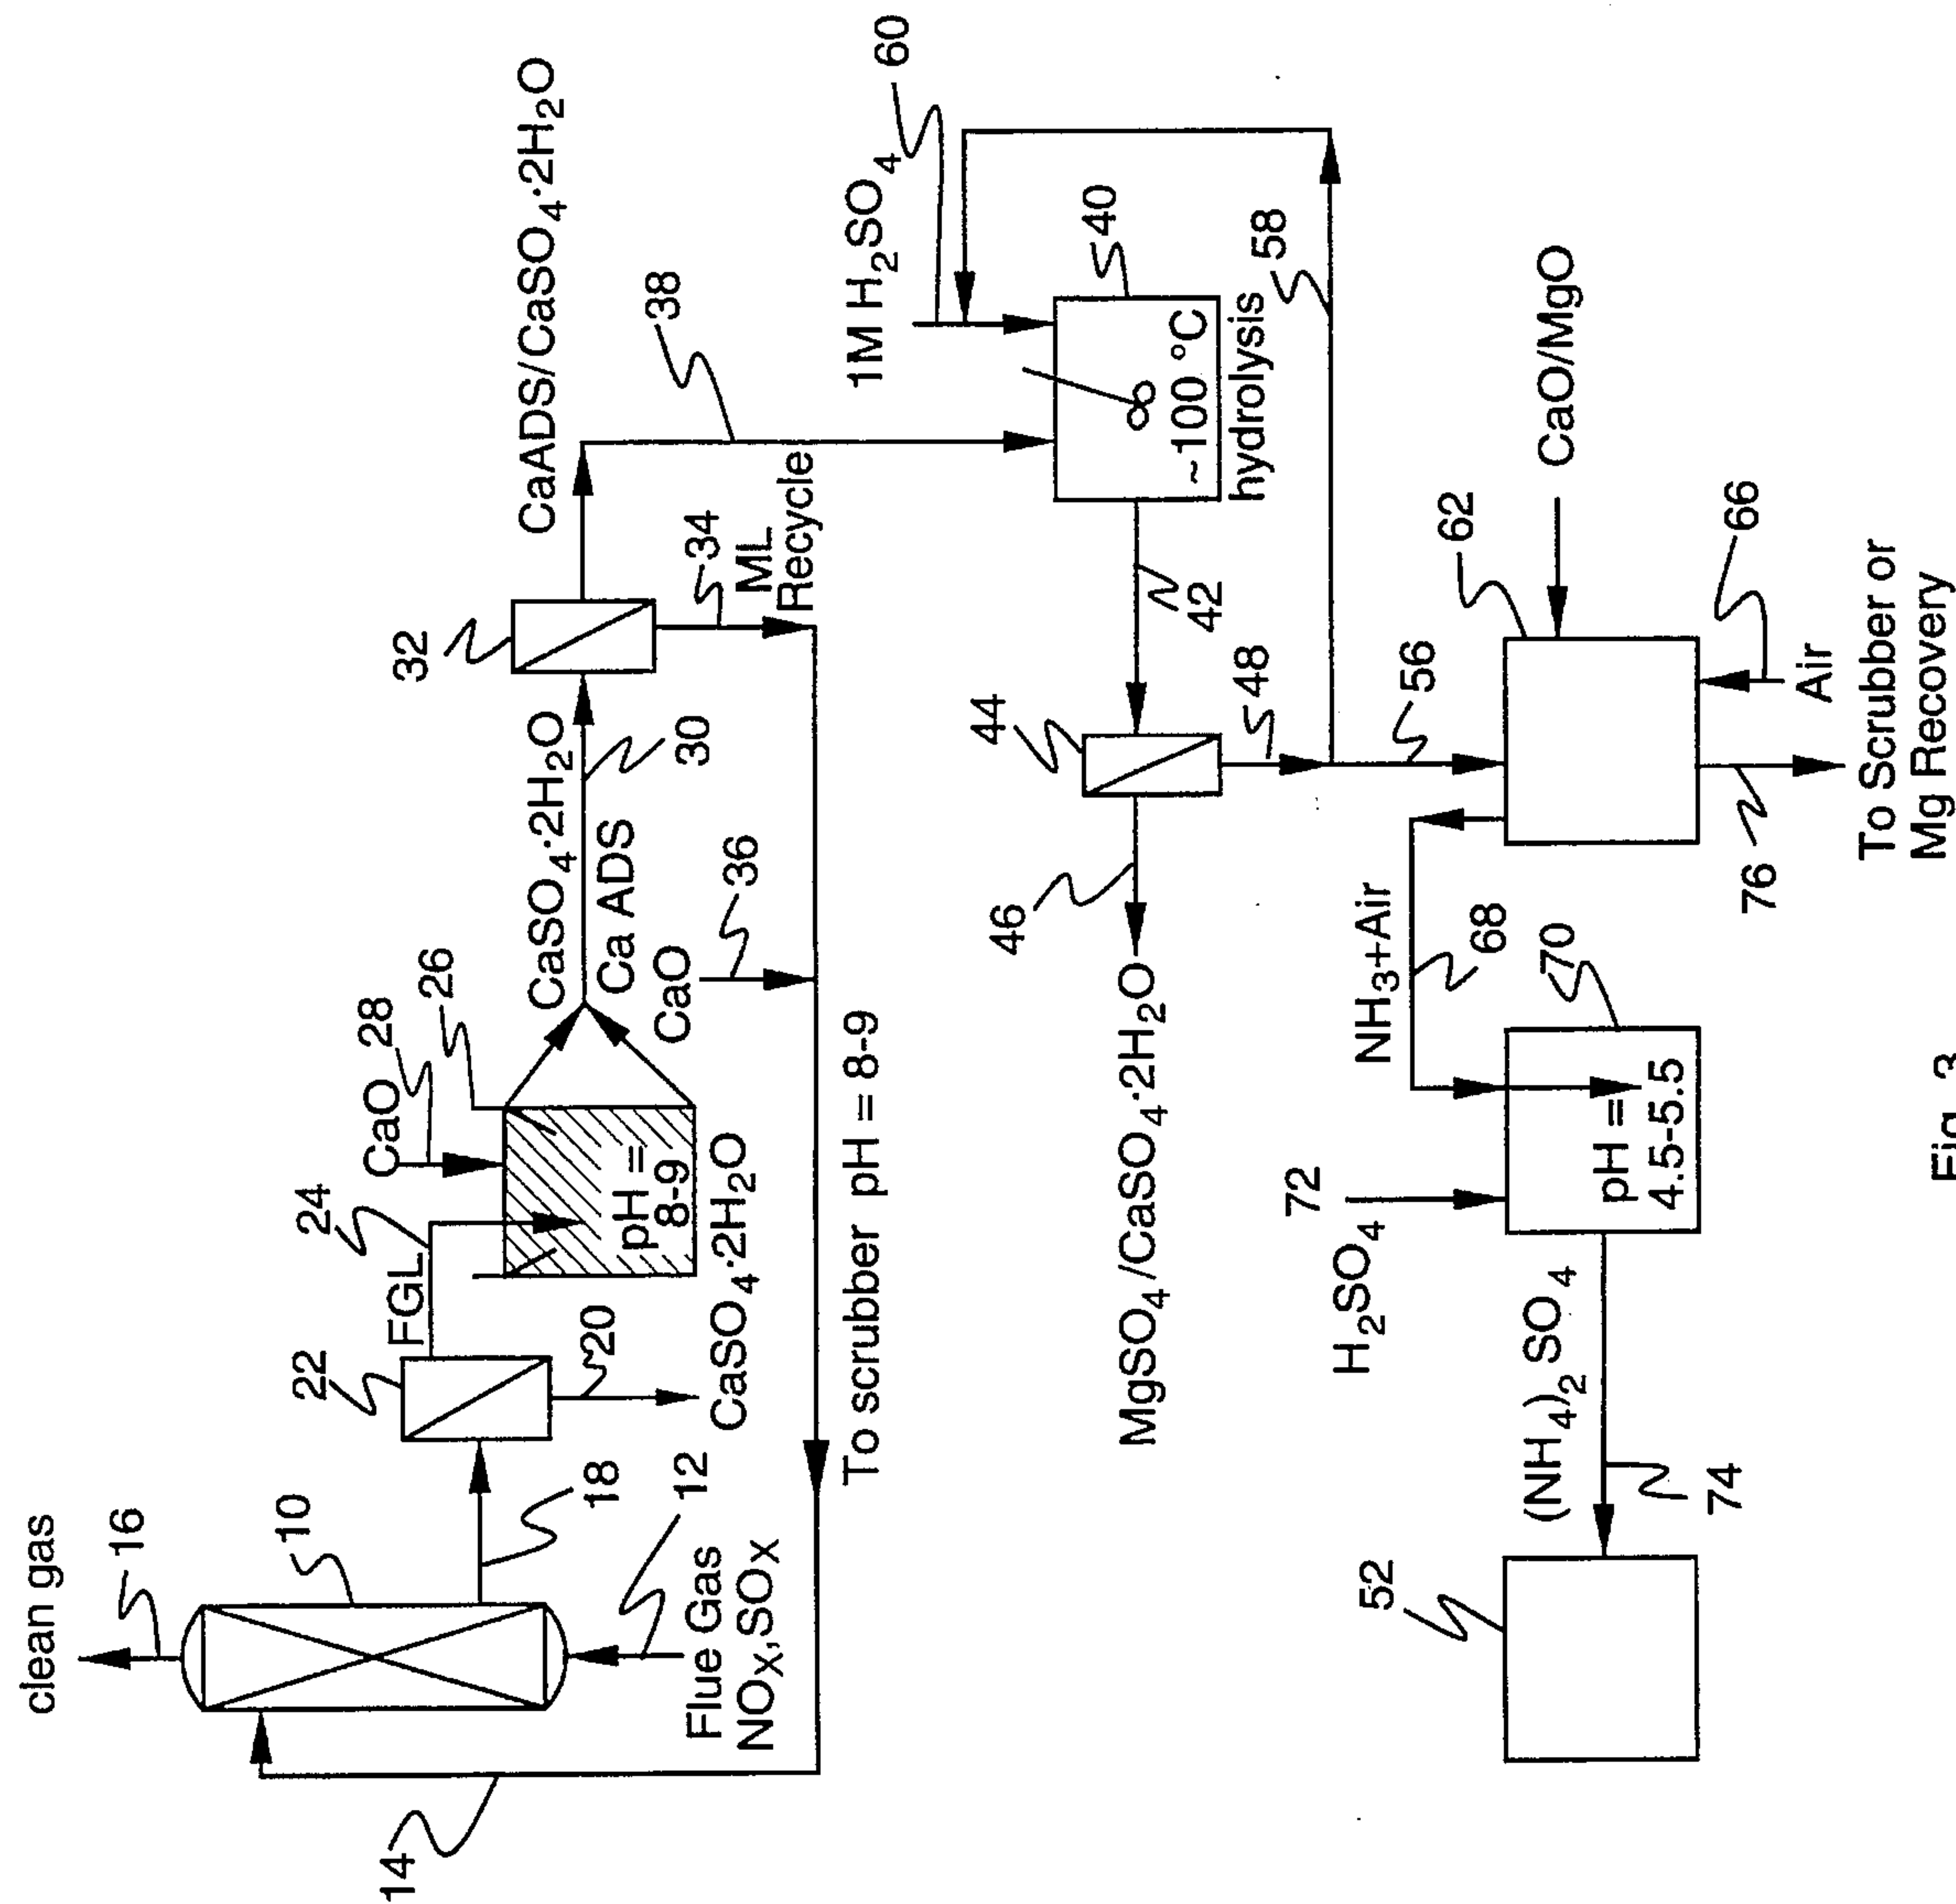 clean gas
16
10
14
18
12
Flue Gas
NOX,SOX
22
20
CaSO4·2H2O
FGL
24
CaO
28
26
pH =
8-9
CaSO4·2H2O
Ca ADS
30
32
CaADS/CaSO4·2H2O
34
ML
Recycle
38
CaO
36
To scrubber pH = 8-9
1M H2SO4
60
40
~100 °C
hydrolysis
42
44
46
MgSO4/CaSO4·2H2O
48
58
56
62
CaO/MgO
66
Air
76
To Scrubber or
Mg Recovery
NH3+Air
68
70
pH =
4.5-5.5
72
H2SO4
(NH4)2 SO4
74
52
Fig. 3